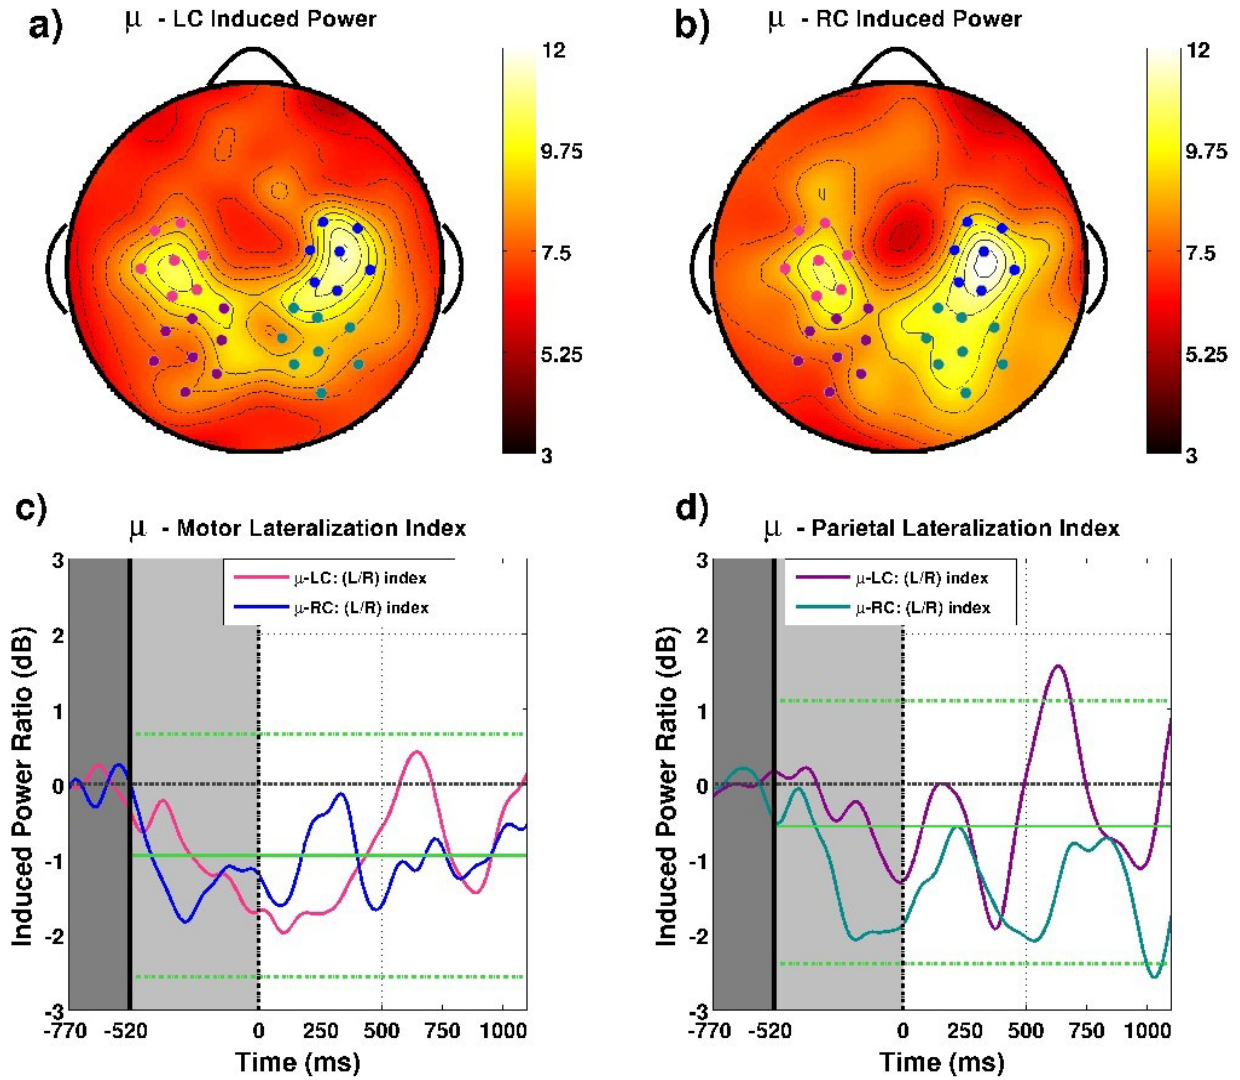 a)
μ - LC Induced Power
12
9.75
7.5
5.25
3
b)
μ - RC Induced Power
12
9.75
7.5
5.25
3
c)
μ - Motor Lateralization Index
μ-LC: (L/R) index
μ-RC: (L/R) index
Induced Power Ratio (dB)
3
2
1
0
-1
-2
-3
-770 -520 0 250 500 750 1000
Time (ms)
d)
μ - Parietal Lateralization Index
μ-LC: (L/R) index
μ-RC: (L/R) index
Induced Power Ratio (dB)
3
2
1
0
-1
-2
-3
-770 -520 0 250 500 750 1000
Time (ms)